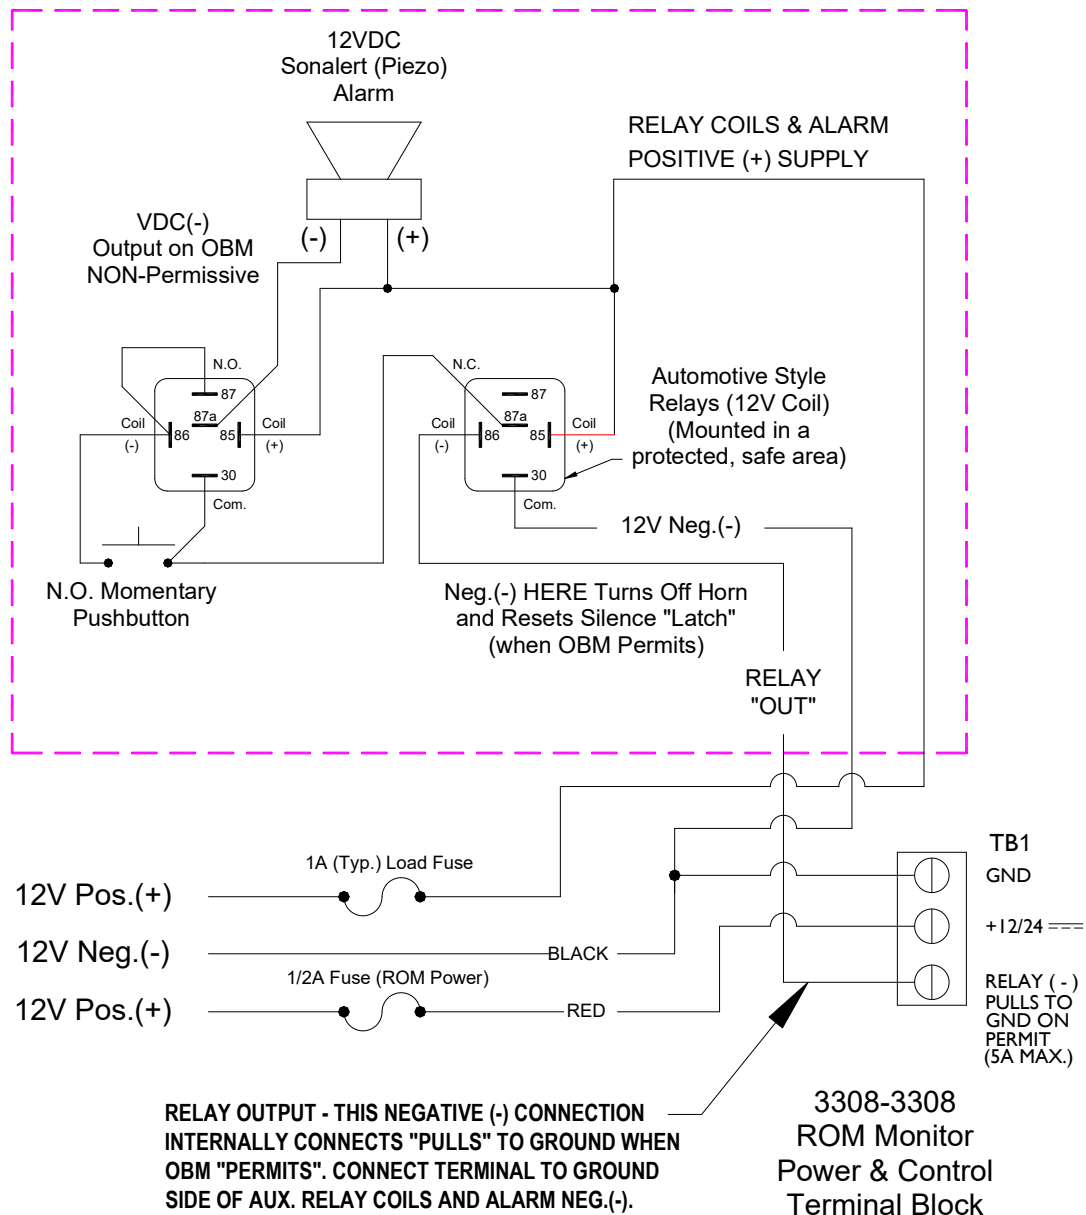 12VDC
Sonalert (Piezo)
Alarm
RELAY COILS & ALARM
POSITIVE (+) SUPPLY
VDC(-)
Output on OBM
NON-Permissive
(-)
(+)
N.O.
87
87a
Coil
(-)
86
85
Coil
(+)
30
Com.
N.C.
87
87a
Coil
(-)
86
85
Coil
(+)
30
Com.
Automotive Style
Relays (12V Coil)
(Mounted in a
protected, safe area)
12V Neg.(-)
N.O. Momentary
Pushbutton
Neg.(-) HERE Turns Off Horn
and Resets Silence "Latch"
(when OBM Permits)
RELAY
"OUT"
1A (Typ.) Load Fuse
12V Pos.(+)
12V Neg.(-)
BLACK
1/2A Fuse (ROM Power)
12V Pos.(+)
RED
TB1
GND
+12/24
RELAY ( - )
PULLS TO
GND ON
PERMIT
(5A MAX.)
RELAY OUTPUT - THIS NEGATIVE (-) CONNECTION
INTERNALLY CONNECTS "PULLS" TO GROUND WHEN
OBM "PERMITS". CONNECT TERMINAL TO GROUND
SIDE OF AUX. RELAY COILS AND ALARM NEG.(-).
3308-3308
ROM Monitor
Power & Control
Terminal Block